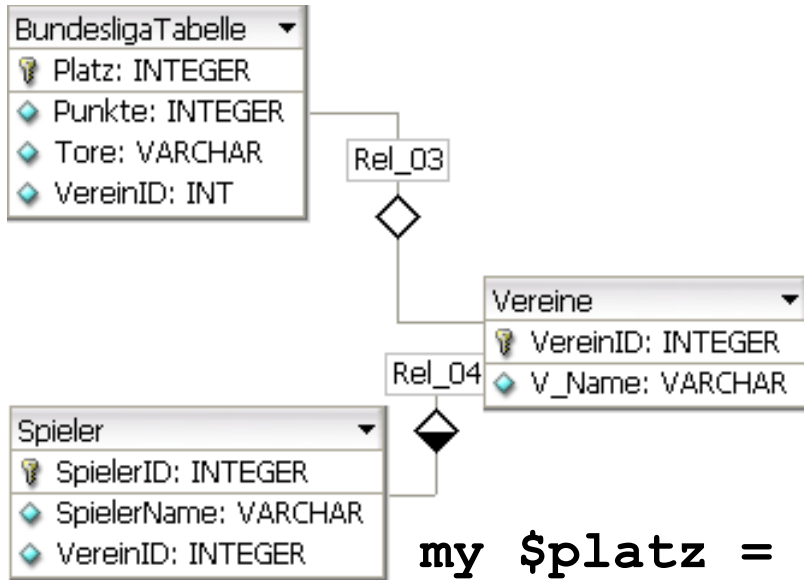 BundesligaTabelle
Platz: INTEGER
Punkte: INTEGER
Tore: VARCHAR
VereinID: INT
Rel_03
Vereine
VereinID: INTEGER
V_Name: VARCHAR
Rel_04
Spieler
SpielerID: INTEGER
SpielerName: VARCHAR
VereinID: INTEGER
my $platz =